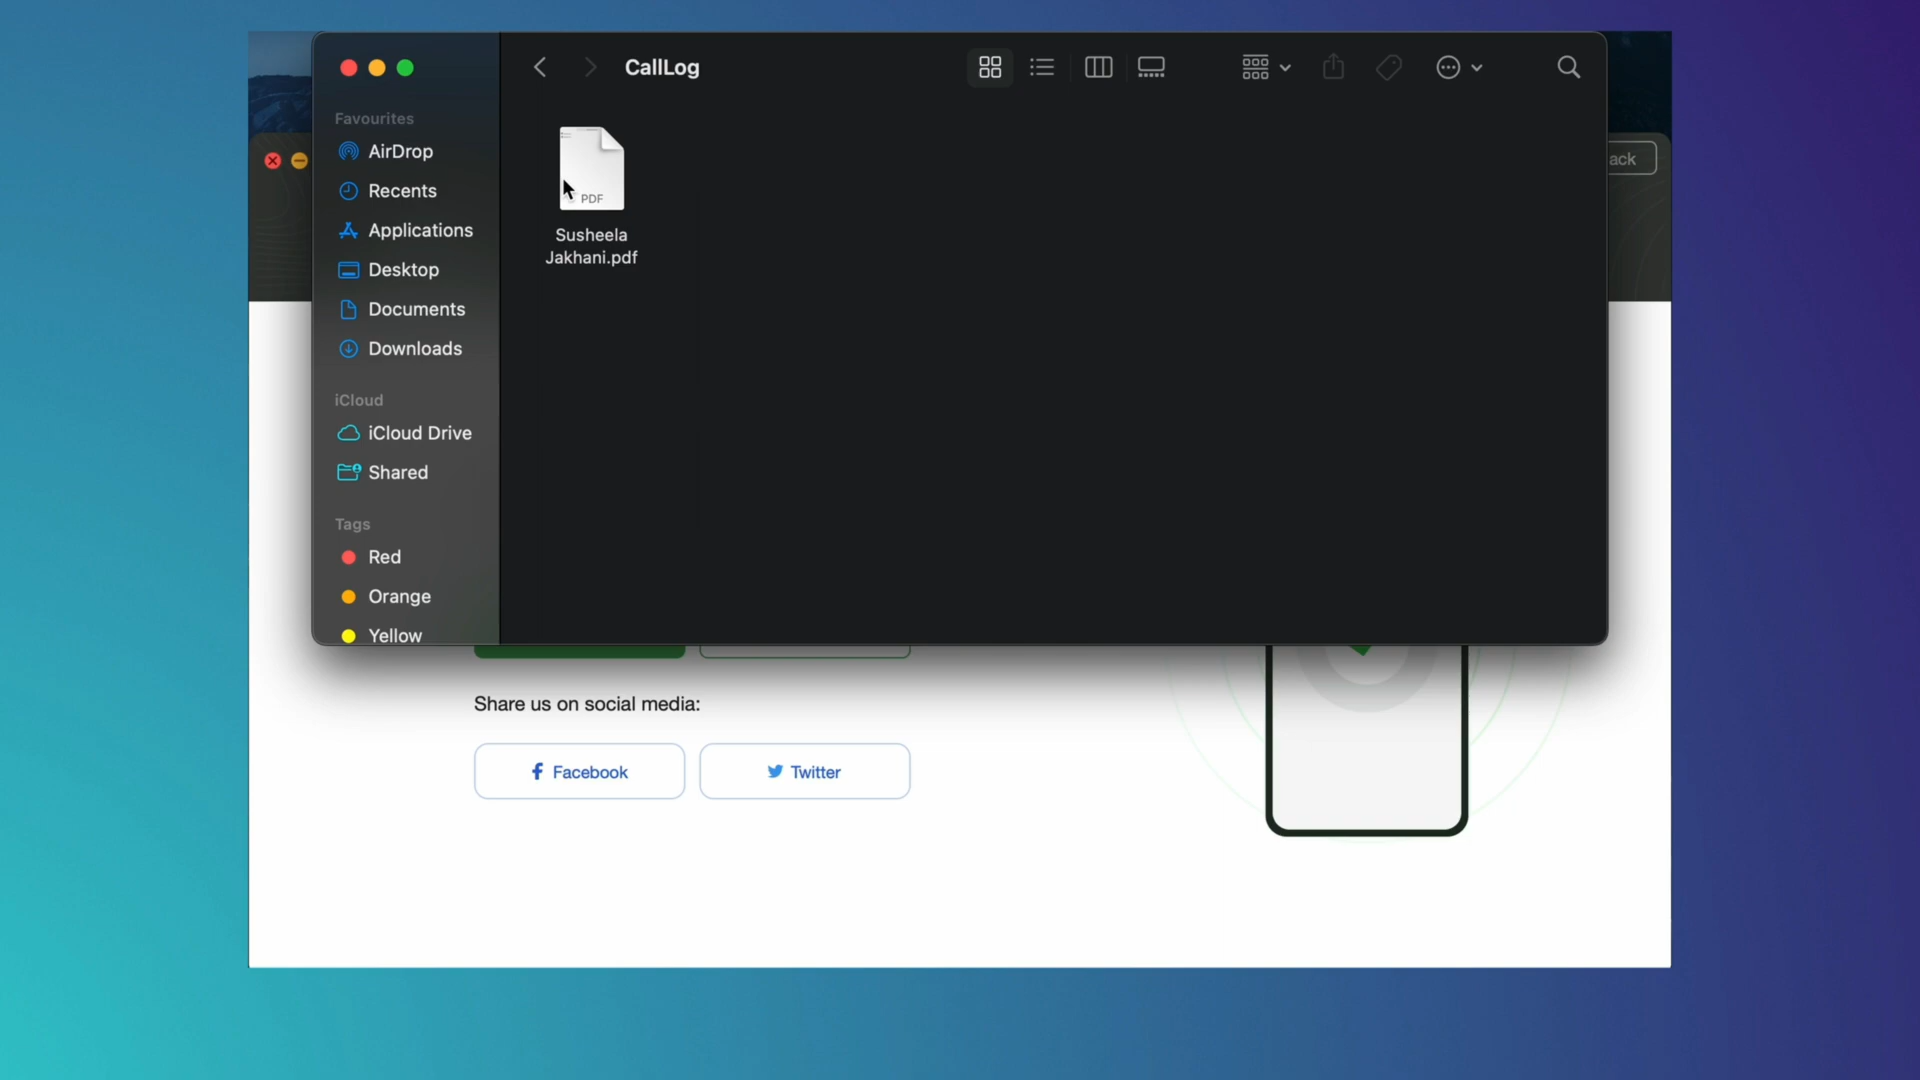 CallLog
ack
Favourites
AirDrop
Recents
Applications
Desktop
Documents
Downloads
iCloud
iCloud Drive
Shared
Tags
Red
Orange
Yellow
PDF
Susheela
Jakhani.pdf
Share us on social media:
Facebook
Twitter